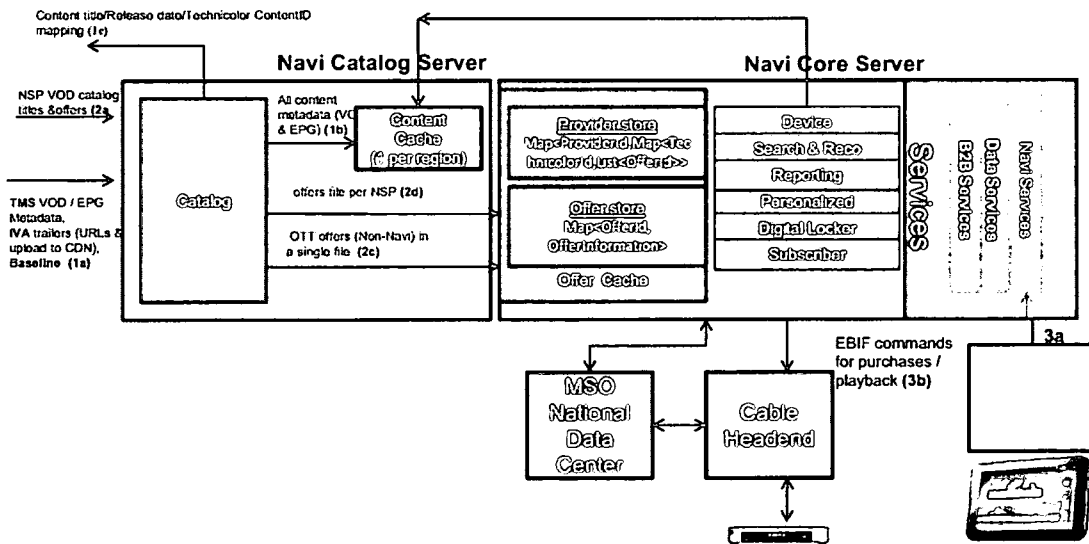 Content title/Release date/Technicolor ContentID
mapping (1c)
Navi Catalog Server
Navi Core Server
NSP VOD catalog
titles &offers (2a
All content
metadata (VO
& EPG) (1b)
Content
Cache
per region)
TMS VOD / EPG
Metadata,
IVA trailors (URLs &
upload to CDN),
Baseline (1a)
Catalog
offers file per NSP (2d)
OTT offers (Non-Navi) in
a single file (2c)
Provider.store
Map<ProviderId,Map<Tec
hnicolorId,List<OfferId>>
Offer.store
Map<OfferId,
OfferInformation>
Offer Cache
Device
Search & Reco
Reporting
Personalized
Digital Locker
Subscriber
Services
B2B Services
Data Services
Navi Services
3a
EBIF commands
for purchases /
playback (3b)
MSO
National
Data
Center
Cable
Headend